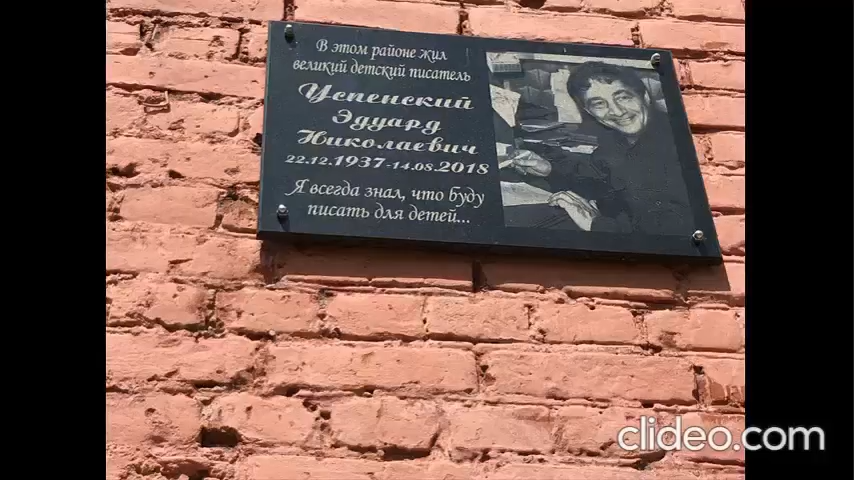 В этом районе жил
великий детский писатель
Успенский
Эдуард
Николаевич
22.12.1937-14.08.2018
Я всегда знал, что буду
писать для детей...
clideo.com